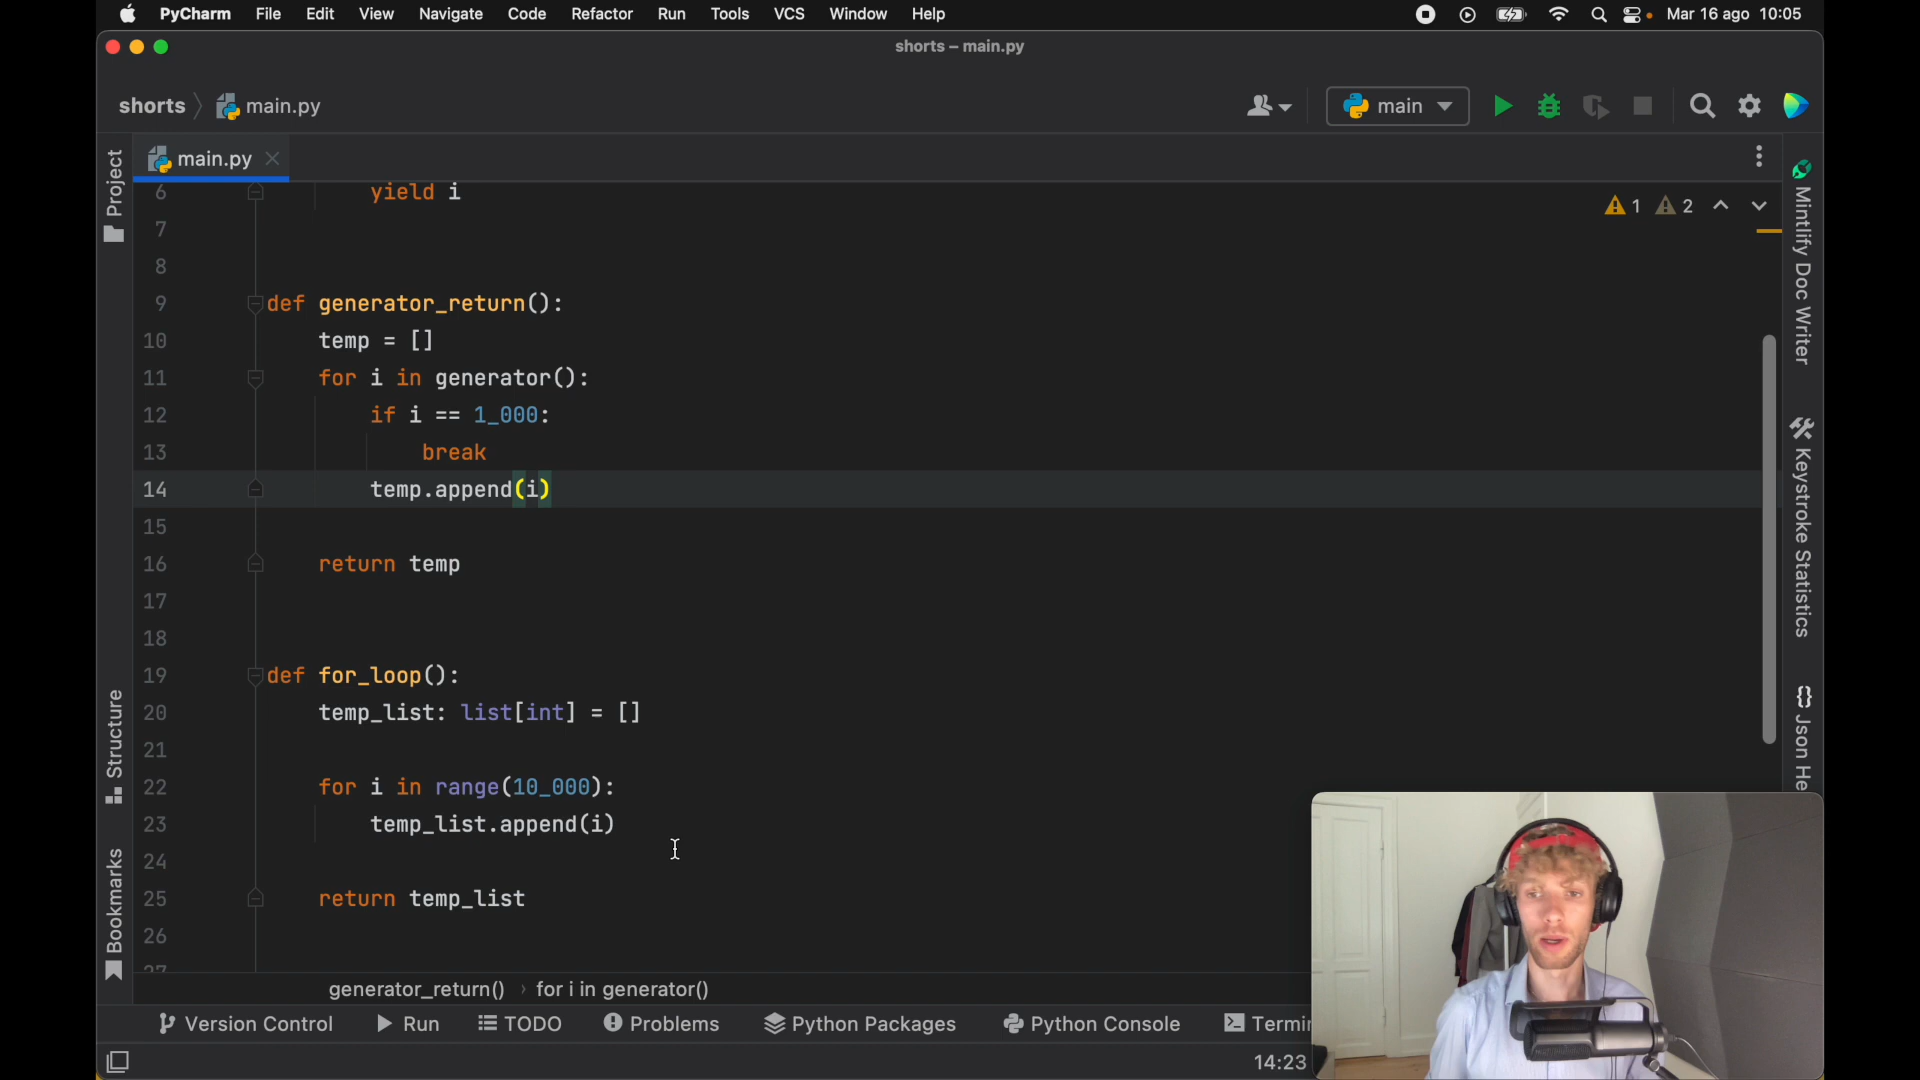 PyCharm File Edit View Navigate Code Refactor Run Tools VCS Window Help Mar 16 ago 10:05
shorts – main.py
shorts main.py main
main.py
Project
Structure
Bookmarks
1 2
Mintlify Doc Writer
Keystroke Statistics
{} Json He
6 yield i
7
8
9 def generator_return():
10 temp = []
11 for i in generator():
12 if i == 1_000:
13 break
14 temp.append(i)
15
16 return temp
17
18
19 def for_loop():
20 temp_list: list[int] = []
21
22 for i in range(10_000):
23 temp_list.append(i)
24
25 return temp_list
26
27
generator_return() › for i in generator()
Version Control Run TODO Problems Python Packages Python Console Termin
14:23